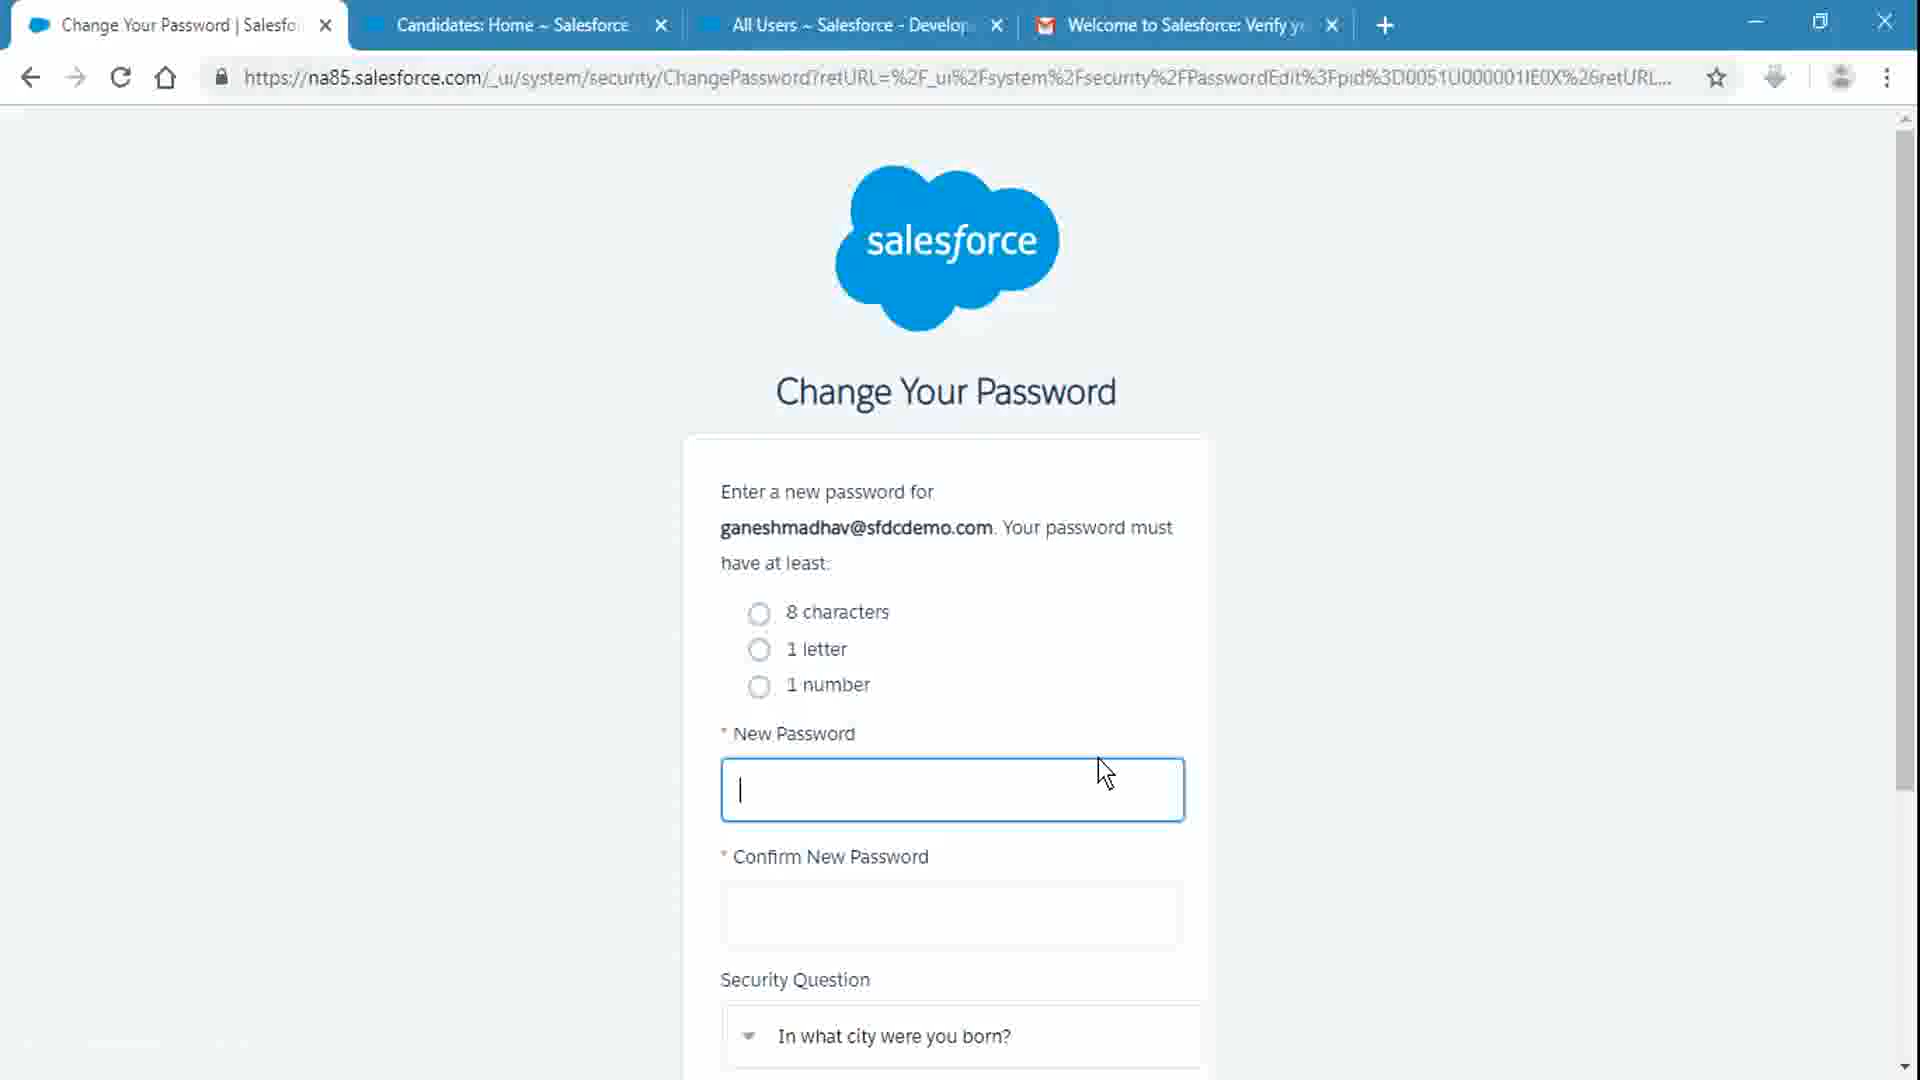 Change Your Password | Salesfo
Candidates: Home ~ Salesforce
All Users ~ Salesforce - Develop
Welcome to Salesforce: Verify yo
https://na85.salesforce.com/_ui/system/security/ChangePassword?retURL=%2F_ui%2Fsystem%2Fsecurity%2FPasswordEdit%3Fpid%3D0051U000001IE0X%26retURL...
salesforce
Change Your Password
Enter a new password for
ganeshmadhav@sfdcdemo.com. Your password must
have at least:
8 characters
1 letter
1 number
* New Password
* Confirm New Password
Security Question
In what city were you born?